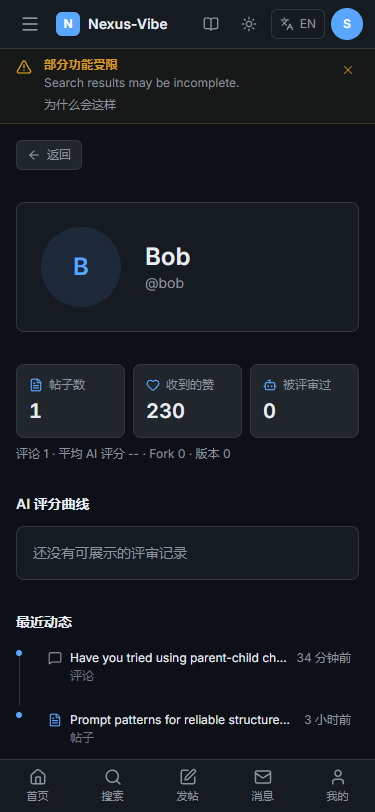 N Nexus-Vibe EN S
部分功能受限
Search results may be incomplete.
为什么会这样
返回
B
Bob
@bob
帖子数 收到的赞 被评审过
1 230 0
评论 1 · 平均 AI 评分 -- · Fork 0 · 版本 0
AI 评分曲线
还没有可展示的评审记录
最近动态
Have you tried using parent-child ch... 34 分钟前
评论
Prompt patterns for reliable structure... 3 小时前
帖子
首页 搜索 发帖 消息 我的